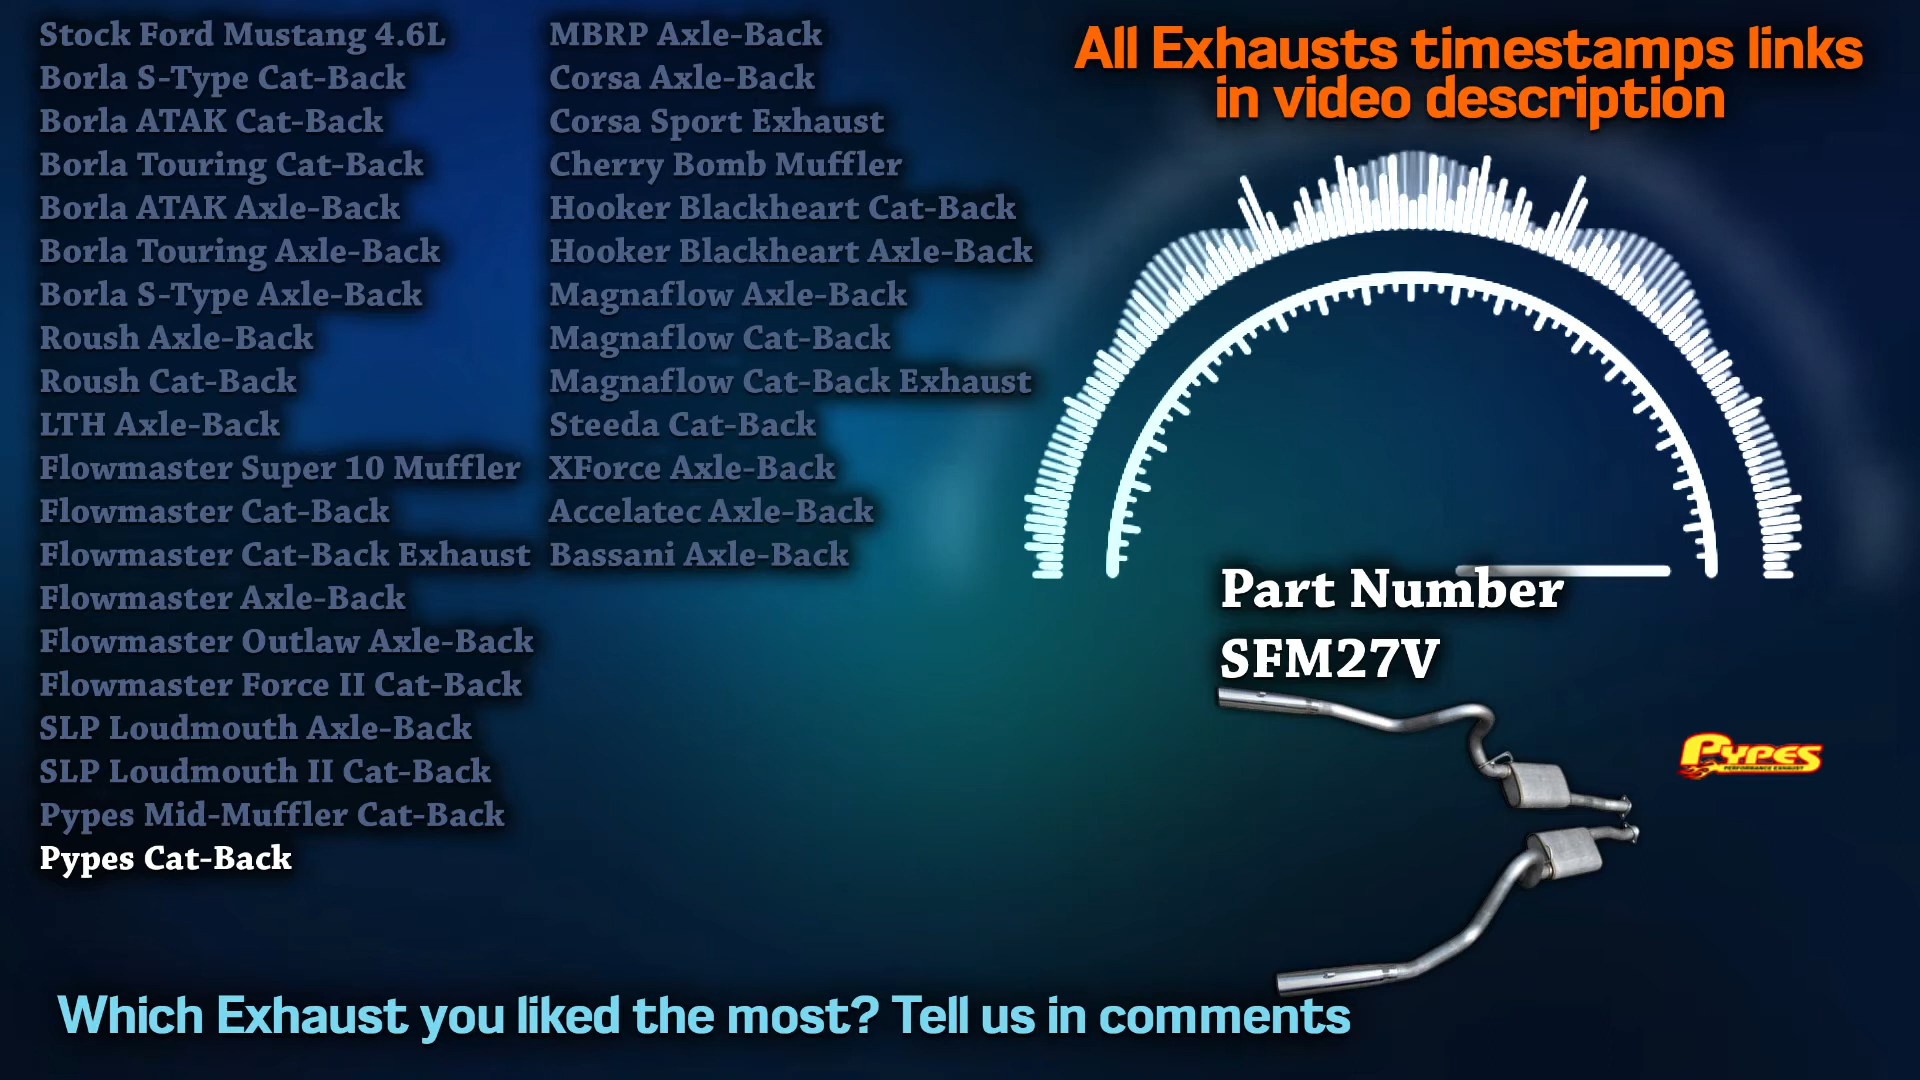 Stock Ford Mustang 4.6L
Borla S-Type Cat-Back
Borla ATAK Cat-Back
Borla Touring Cat-Back
Borla ATAK Axle-Back
Borla Touring Axle-Back
Borla S-Type Axle-Back
Roush Axle-Back
Roush Cat-Back
LTH Axle-Back
Flowmaster Super 10 Muffler
Flowmaster Cat-Back
Flowmaster Cat-Back Exhaust
Flowmaster Axle-Back
Flowmaster Outlaw Axle-Back
Flowmaster Force II Cat-Back
SLP Loudmouth Axle-Back
SLP Loudmouth II Cat-Back
Pypes Mid-Muffler Cat-Back
Pypes Cat-Back
MBRP Axle-Back
Corsa Axle-Back
Corsa Sport Exhaust
Cherry Bomb Muffler
Hooker Blackheart Cat-Back
Hooker Blackheart Axle-Back
Magnaflow Axle-Back
Magnaflow Cat-Back
Magnaflow Cat-Back Exhaust
Steeda Cat-Back
XForce Axle-Back
Accelatec Axle-Back
Bassani Axle-Back
All Exhausts timestamps links
in video description
Part Number
SFM27V
PYPES
PERFORMANCE EXHAUST
Which Exhaust you liked the most? Tell us in comments